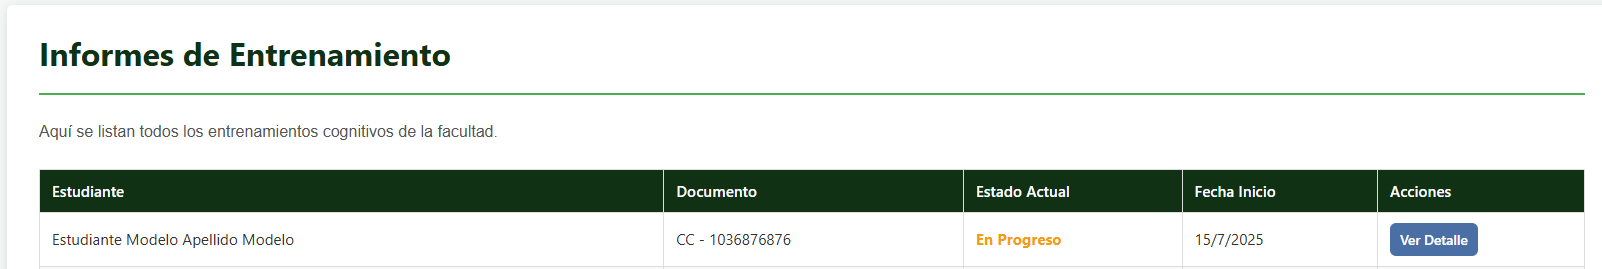 Informes de Entrenamiento
Aquí se listan todos los entrenamientos cognitivos de la facultad.
Estudiante Documento Estado Actual Fecha Inicio Acciones
Estudiante Modelo Apellido Modelo CC - 1036876876 En Progreso 15/7/2025 Ver Detalle